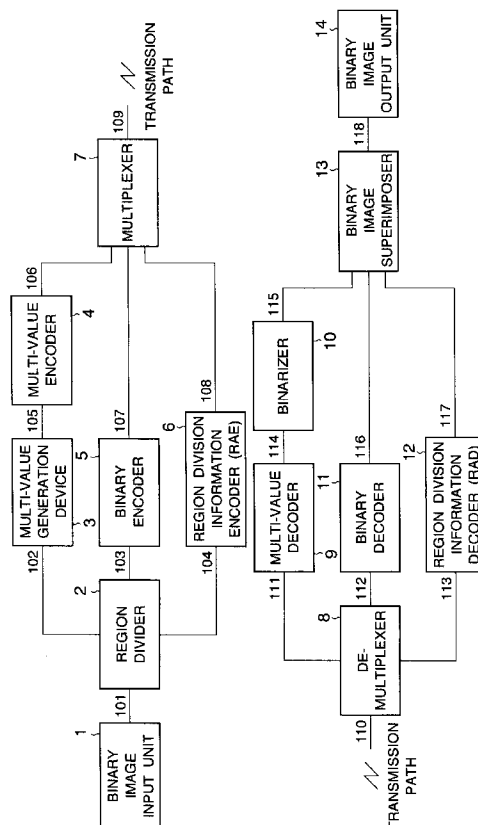 1
BINARY IMAGE
INPUT UNIT
101
2
REGION
DIVIDER
102
103
104
3
MULTI-VALUE
GENERATION
DEVICE
105
4
MULTI-VALUE
ENCODER
106
5
BINARY ENCODER
107
6
REGION DIVISION
INFORMATION
ENCODER (RAE)
108
7
MULTIPLEXER
109
TRANSMISSION
PATH
TRANSMISSION
PATH
110
8
DE-
MULTIPLEXER
111
112
113
9
MULTI-VALUE
DECODER
114
10
BINARIZER
115
11
BINARY
DECODER
116
12
REGION DIVISION
INFORMATION
DECODER (RAD)
117
13
BINARY
IMAGE
SUPERIMPOSER
118
14
BINARY
IMAGE
OUTPUT UNIT